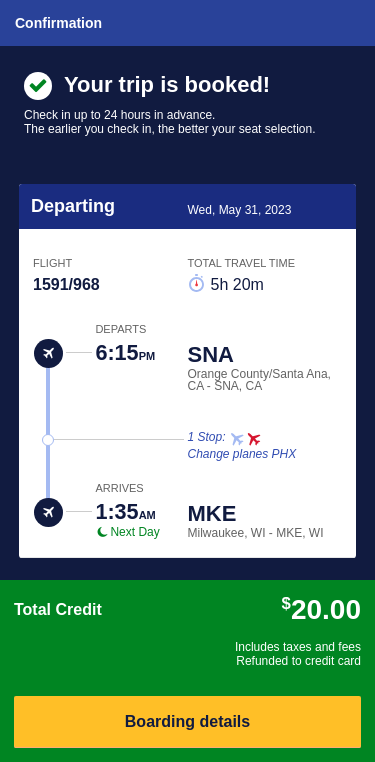 Confirmation
Your trip is booked!
Check in up to 24 hours in advance.
The earlier you check in, the better your seat selection.
Departing
Wed, May 31, 2023
FLIGHT
TOTAL TRAVEL TIME
1591/968
5h 20m
DEPARTS
6:15PM
SNA
Orange County/Santa Ana,
CA - SNA, CA
1 Stop:
Change planes PHX
ARRIVES
1:35AM
Next Day
MKE
Milwaukee, WI - MKE, WI
Total Credit
$20.00
Includes taxes and fees
Refunded to credit card
Boarding details